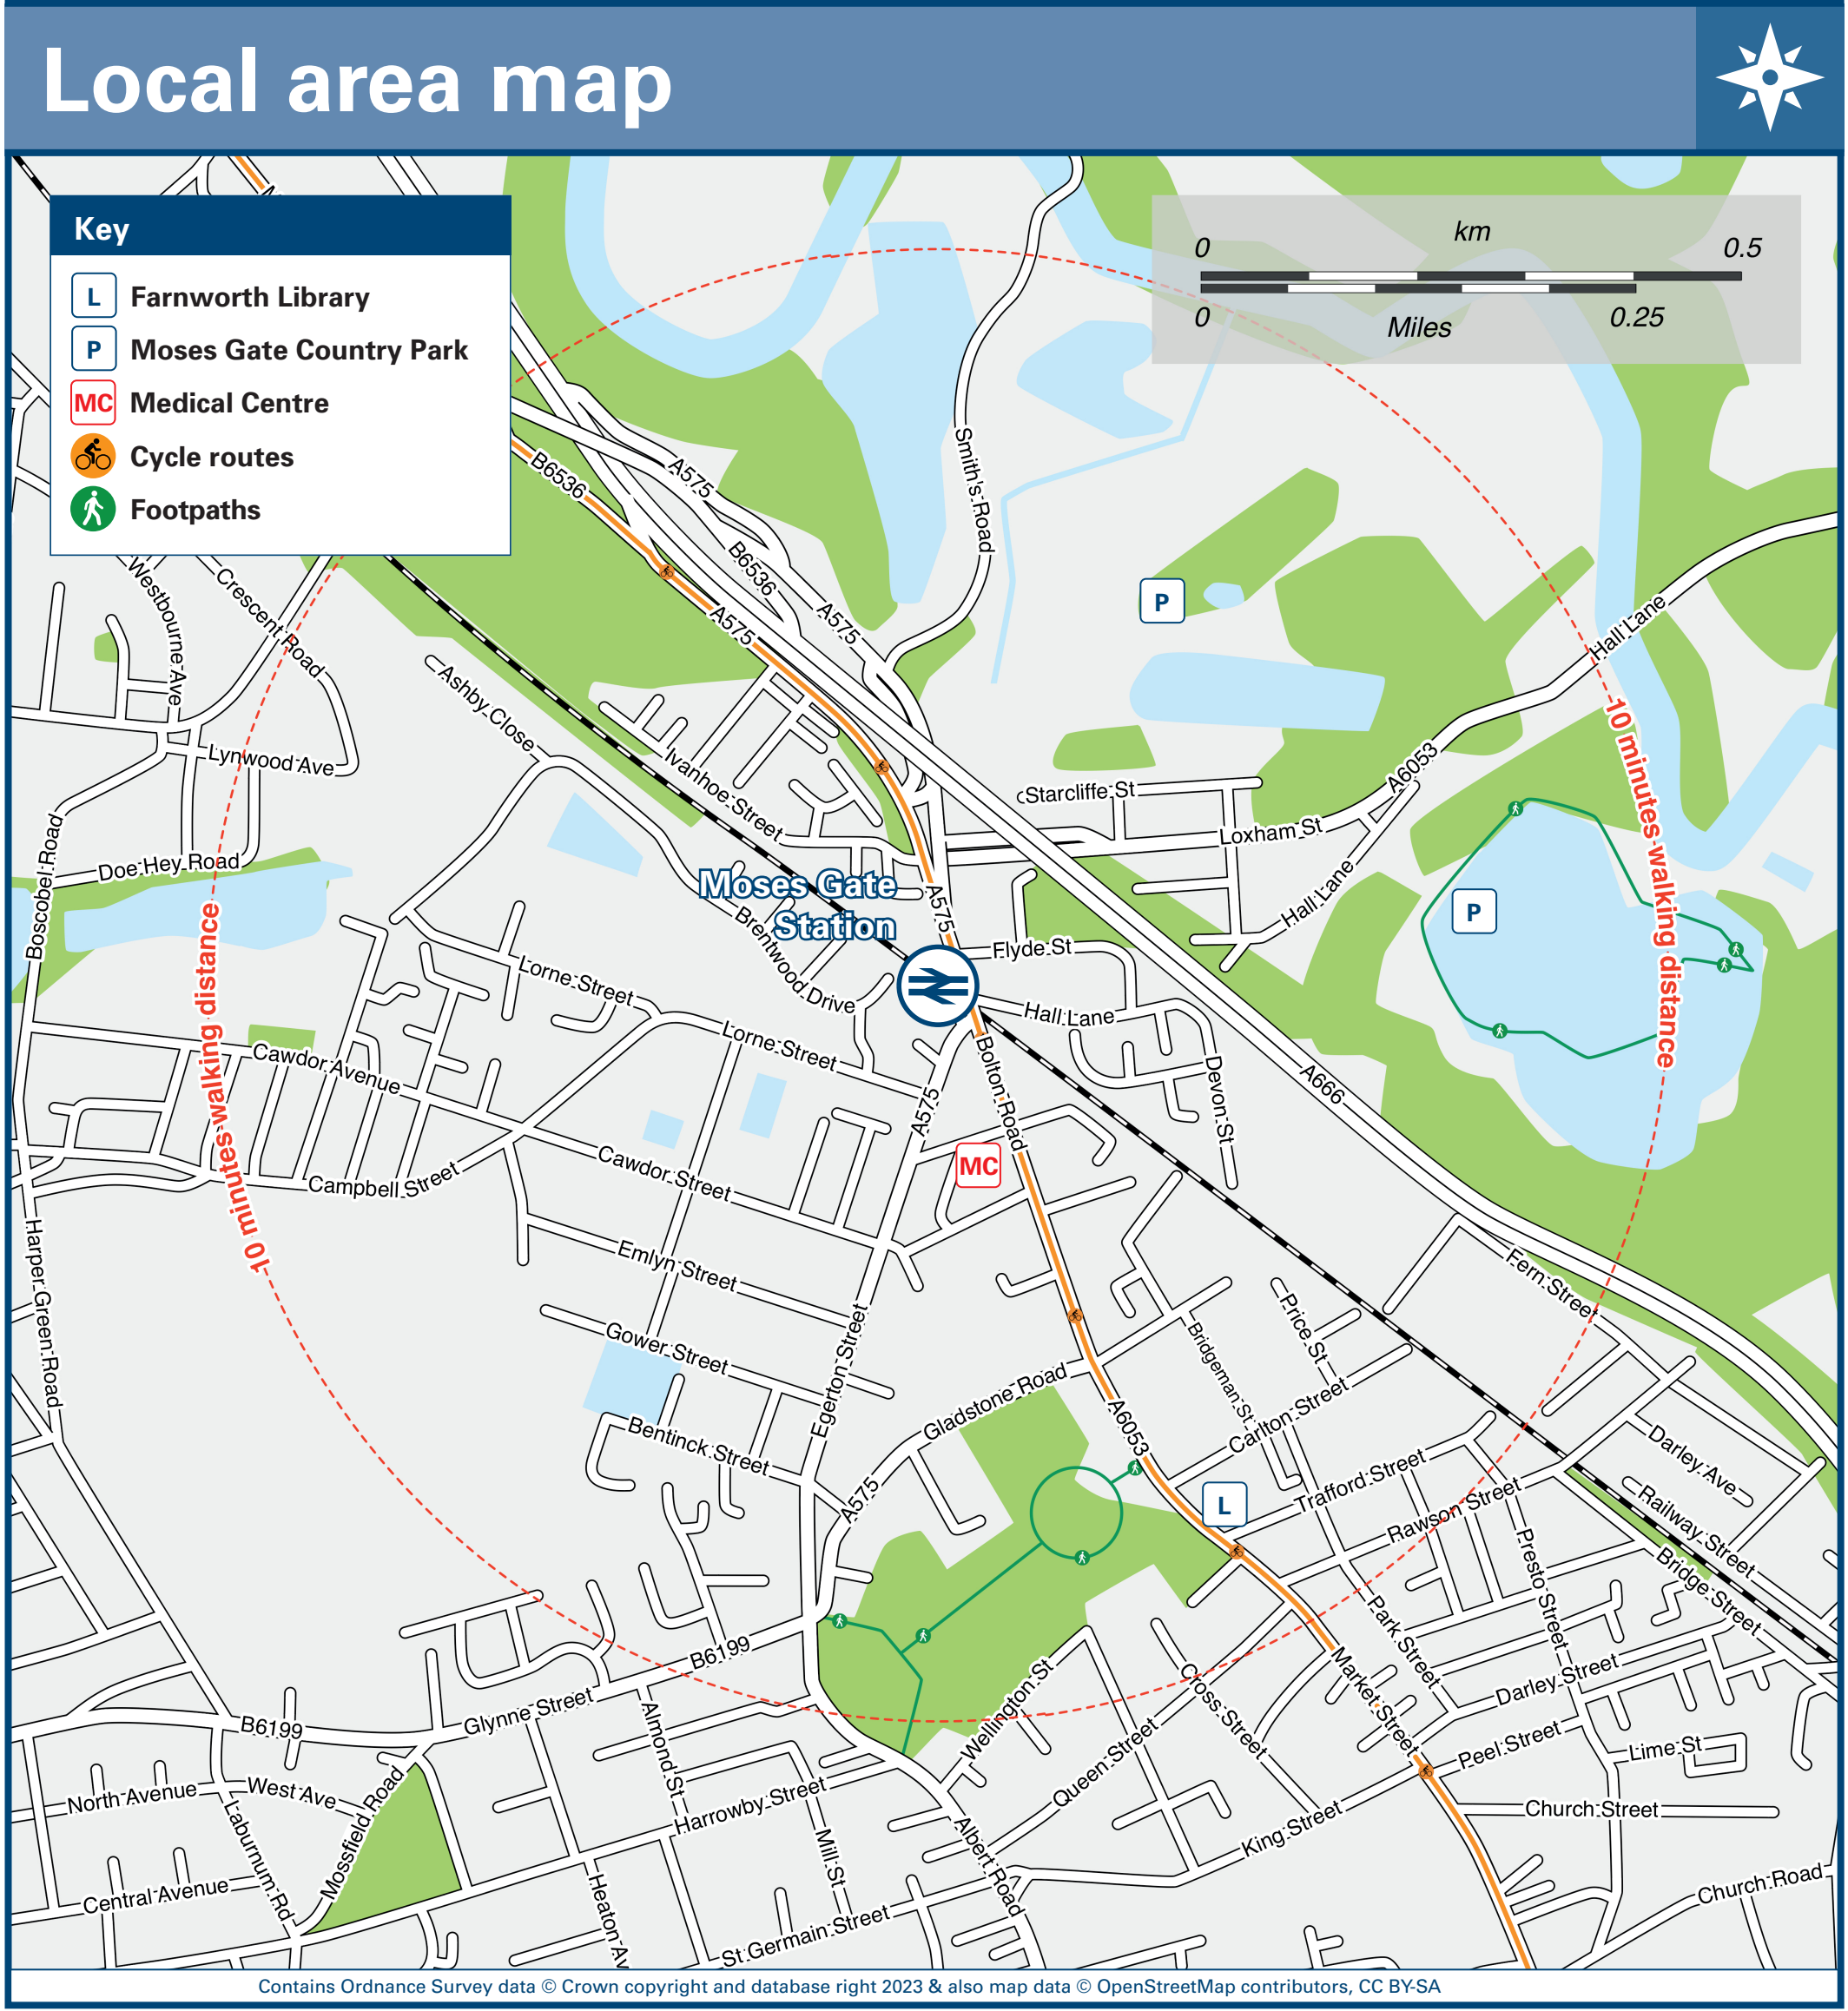 Local area map
Key
L Farnworth Library
P Moses Gate Country Park
MC Medical Centre
Cycle routes
Footpaths
km
0 0.5
0 0.25
Miles
B6536
A575
Smith's Road
B6536
A575
A575
P
Westbourne Ave
Crescent Road
Ashby Close
Hall Lane
Lynwood Ave
Ivanhoe Street
10 minutes walking distance
A6053
Starcliffe St
Loxham St
Boscobel Road
Doe Hey Road
Moses Gate
Station
A575
Hall Lane
P
10 minutes walking distance
Brentwood Drive
Flyde St
Lorne Street
Hall Lane
Lorne Street
Cawdor Avenue
Bolton Road
Devon St
A666
A575
MC
Campbell Street
Cawdor Street
Harper Green Road
Emlyn Street
Fern Street
Gower Street
Egerton Street
Price St
Bridgeman St
Gladstone Road
A6053
Carlton Street
Bentinck Street
Darley Ave
A575
L
Trafford Street
Rawson Street
Railway Street
Presto Street
Bridge Street
B6199
Park Street
Market Street
Darley Street
Glynne Street
B6199
Almond St
Wellington St
Cross Street
Queen Street
Peel Street
Lime St
North Avenue
West Ave
Mossfield Road
Laburnum Rd
Harrowby Street
Mill St
Albert Road
King Street
Church Street
Central Avenue
Heaton Av
St Germain Street
Church Road
Contains Ordnance Survey data © Crown copyright and database right 2023 & also map data © OpenStreetMap contributors, CC BY-SA